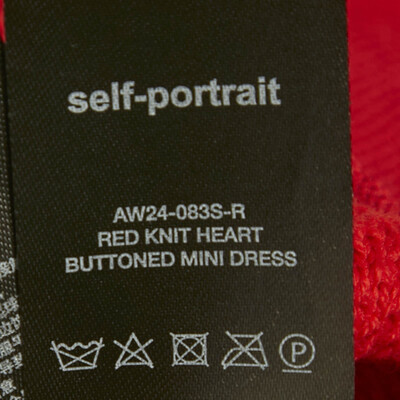 self-portrait
AW24-083S-R
RED KNIT HEART
BUTTONED MINI DRESS
P